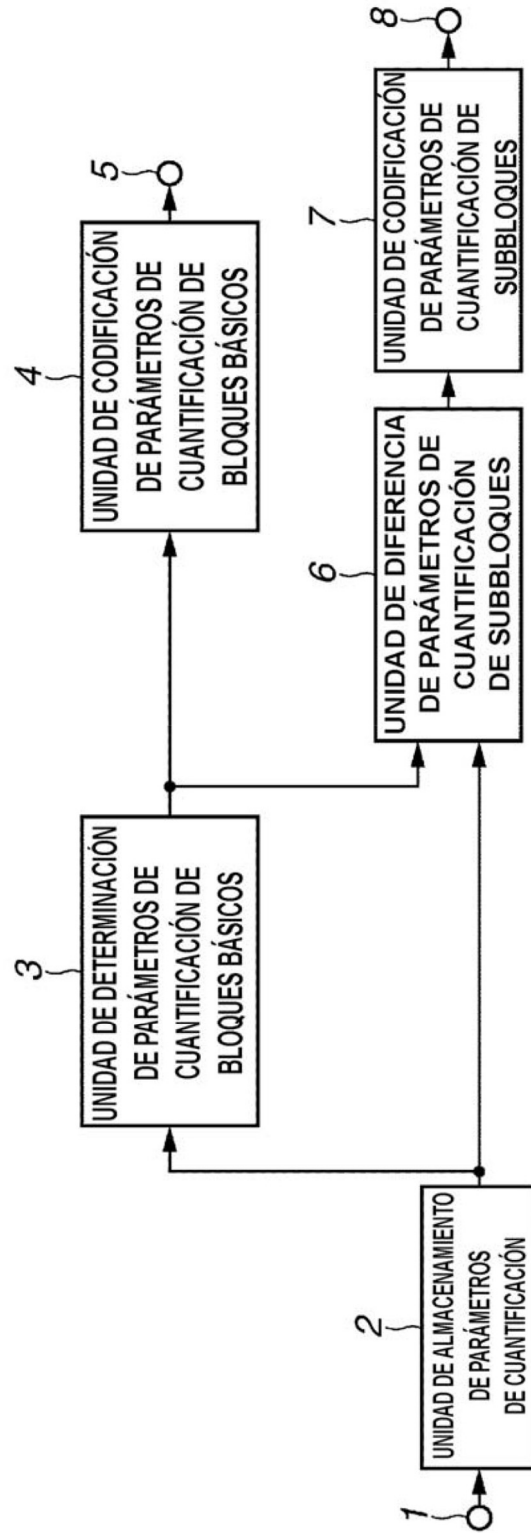 1
2
UNIDAD DE ALMACENAMIENTO
DE PARÁMETROS
DE CUANTIFICACIÓN
3
UNIDAD DE DETERMINACIÓN
DE PARÁMETROS DE
CUANTIFICACIÓN DE
BLOQUES BÁSICOS
4
UNIDAD DE CODIFICACIÓN
DE PARÁMETROS DE
CUANTIFICACIÓN DE
BLOQUES BÁSICOS
5
6
UNIDAD DE DIFERENCIA
DE PARÁMETROS DE
CUANTIFICACIÓN
DE SUBBLOQUES
7
UNIDAD DE CODIFICACIÓN
DE PARÁMETROS DE
CUANTIFICACIÓN DE
SUBBLOQUES
8